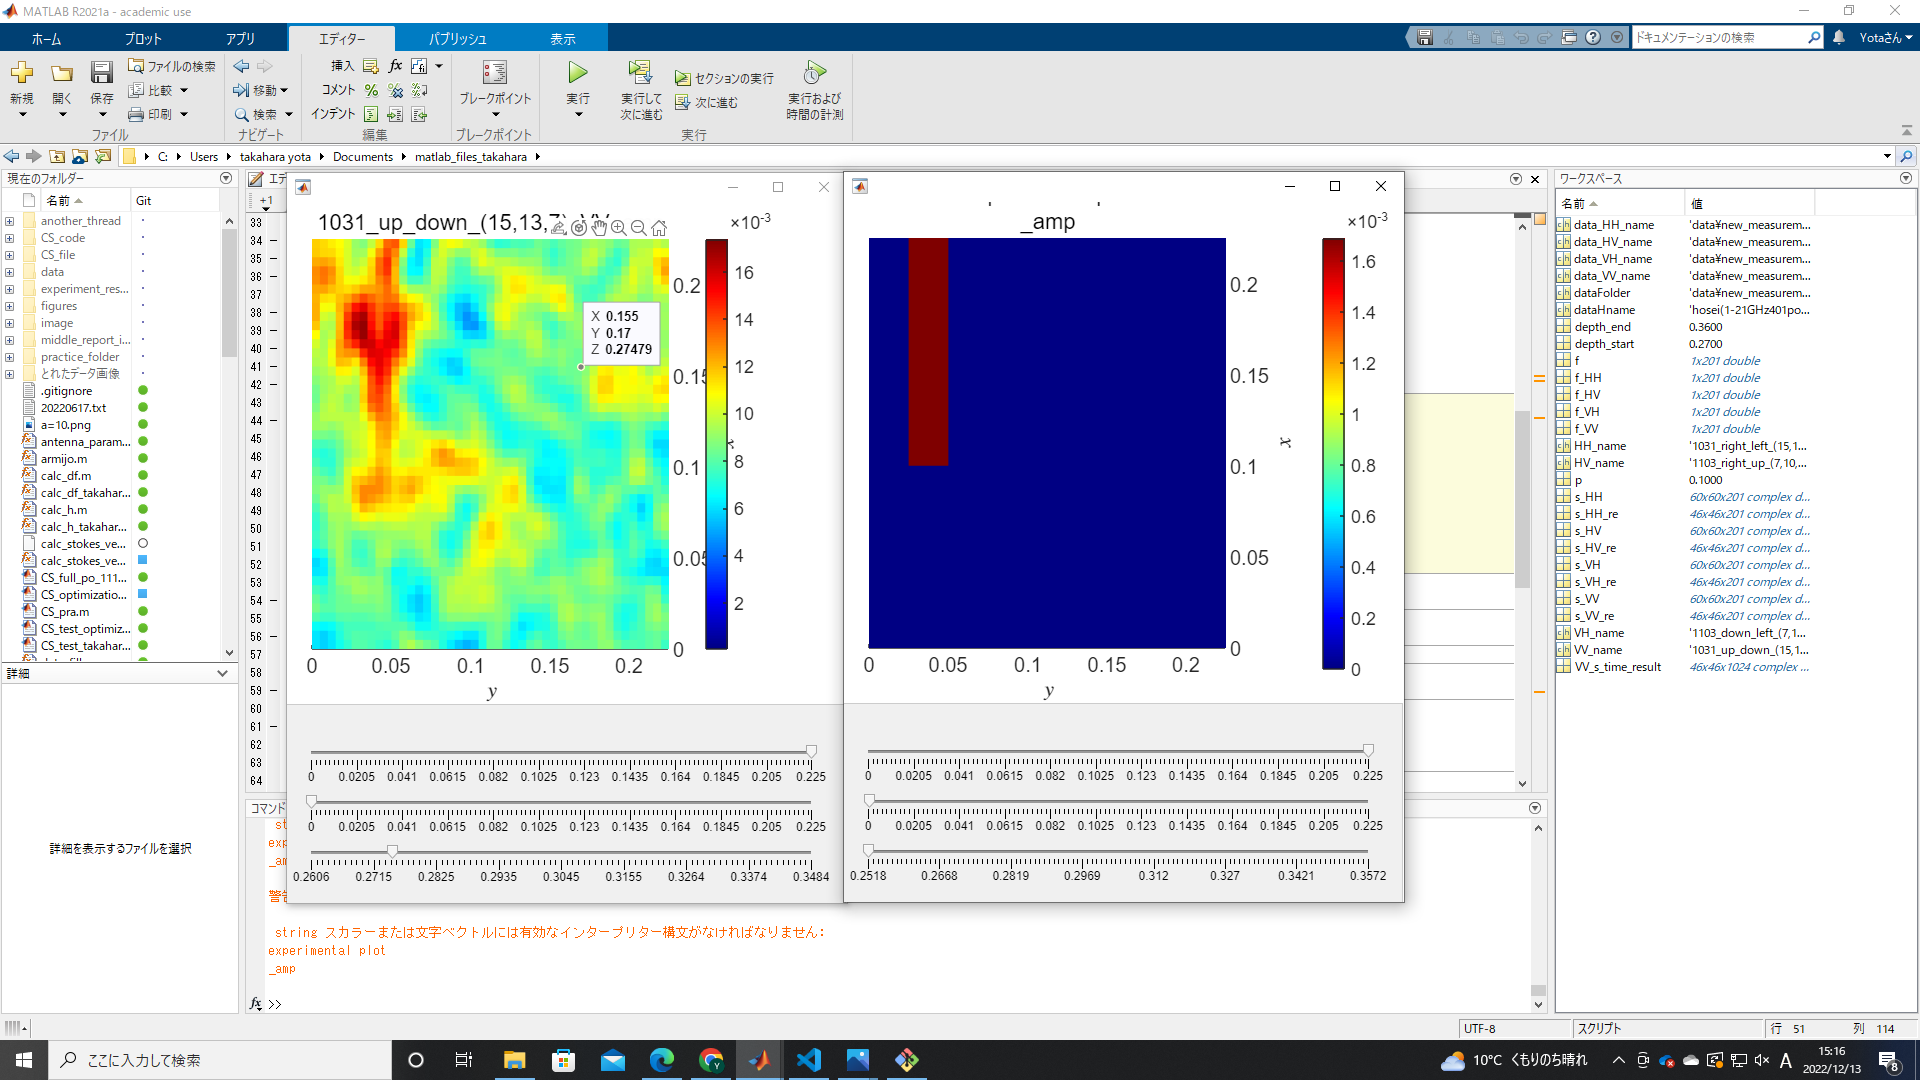 MATLAB R2021a - academic use
ホーム プロット アプリ エディター パブリッシュ 表示
ドキュメンテーションの検索 Yotaさん
新規 開く 保存 ファイルの検索 比較 印刷
ファイル
移動 検索
ナビゲート
挿入 fx
コメント
インデント
編集
ブレークポイント
ブレークポイント
実行 実行して次に進む セクションの実行 次に進む 実行および時間の計測
実行
C: Users takahara yota Documents matlab_files_takahara
現在のフォルダー
名前 Git
another_thread
CS_code
CS_file
data
experiment_res...
figures
image
middle_report_i...
practice_folder
とれたデータ画像
.gitignore
20220617.txt
a=10.png
antenna_param...
armijo.m
calc_df.m
calc_df_takahar...
calc_h.m
calc_h_takahar...
calc_stokes_ve...
calc_stokes_ve...
CS_full_po_111...
CS_optimizatio...
CS_pra.m
CS_test_optimiz...
CS_test_takahar...
詳細
詳細を表示するファイルを選択
+1
33
34
35
36
37
38
39
40
41
42
43
44
45
46
47
48
49
50
51
52
53
54
55
56
57
58
59
60
61
62
63
64
1031_up_down_(15,13,7)_VV
×10-3
X 0.155
Y 0.17
Z 0.27479
16
14
12
10
8
6
4
2
0.2
0.15
0.1
0.05
0
x
0 0.05 0.1 0.15 0.2
y
0 0.0205 0.041 0.0615 0.082 0.1025 0.123 0.1435 0.164 0.1845 0.205 0.225
0 0.0205 0.041 0.0615 0.082 0.1025 0.123 0.1435 0.164 0.1845 0.205 0.225
0.2606 0.2715 0.2825 0.2935 0.3045 0.3155 0.3264 0.3374 0.3484
_amp
×10-3
1.6
1.4
1.2
1
0.8
0.6
0.4
0.2
0
0.2
0.15
0.1
0.05
0
x
0 0.05 0.1 0.15 0.2
y
0 0.0205 0.041 0.0615 0.082 0.1025 0.123 0.1435 0.164 0.1845 0.205 0.225
0 0.0205 0.041 0.0615 0.082 0.1025 0.123 0.1435 0.164 0.1845 0.205 0.225
0.2518 0.2668 0.2819 0.2969 0.312 0.327 0.3421 0.3572
コマンド
string スカラーまたは文字ベクトルには有効なインタープリター構文がなければなりません:
experimental plot
_amp
fx >>
ワークスペース
名前 値
data_HH_name 'data¥new_measurem...
data_HV_name 'data¥new_measurem...
data_VH_name 'data¥new_measurem...
data_VV_name 'data¥new_measurem...
dataFolder 'data¥new_measurem...
dataHname 'hosei(1-21GHz401po...
depth_end 0.3600
depth_start 0.2700
f 1x201 double
f_HH 1x201 double
f_HV 1x201 double
f_VH 1x201 double
f_VV 1x201 double
HH_name '1031_right_left_(15,1...
HV_name '1103_right_up_(7,10,...
p 0.1000
s_HH 60x60x201 complex d...
s_HH_re 46x46x201 complex d...
s_HV 60x60x201 complex d...
s_HV_re 46x46x201 complex d...
s_VH 60x60x201 complex d...
s_VH_re 46x46x201 complex d...
s_VV 60x60x201 complex d...
s_VV_re 46x46x201 complex d...
VH_name '1103_down_left_(7,1...
VV_name '1031_up_down_(15,1...
VV_s_time_result 46x46x1024 complex ...
UTF-8 スクリプト 行 51 列 114
ここに入力して検索
10°C くもりのち晴れ A 15:16
2022/12/13 8